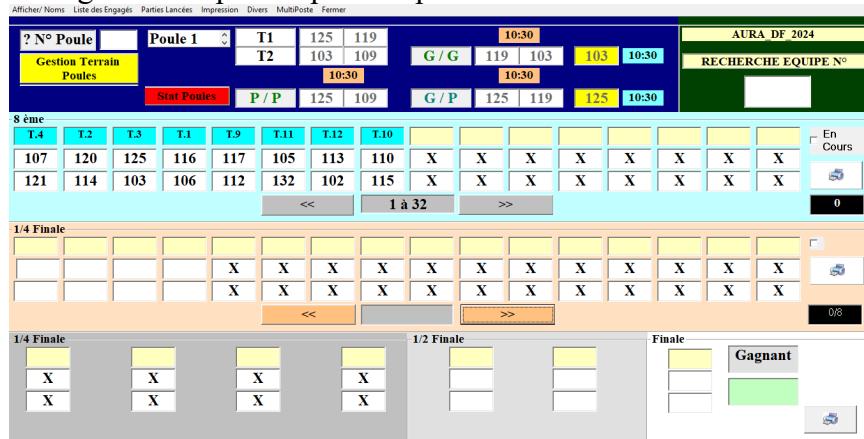 Afficher/ Noms Liste des Engagés Parties Lancées Impression Divers MultiPoste Fermer
? N° Poule Poule 1 T1 125 119 10:30 AURA_DF_2024
T2 103 109 G / G 119 103 103 10:30
Gestion Terrain Poules 10:30 10:30 RECHERCHE EQUIPE N°
Stat Poules P / P 125 109 G / P 125 119 125 10:30
8 ème
T.4 T.2 T.3 T.1 T.9 T.11 T.12 T.10 En Cours
107 120 125 116 117 105 113 110 X X X X X X
121 114 103 106 112 132 102 115 X X X X X X
<< 1 à 32 >> 0
1/4 Finale
X X X X X X X X X X
X X X X X X X X X X
<< >> 0/8
1/4 Finale 1/2 Finale Finale
Gagnant
X X X X
X X X X